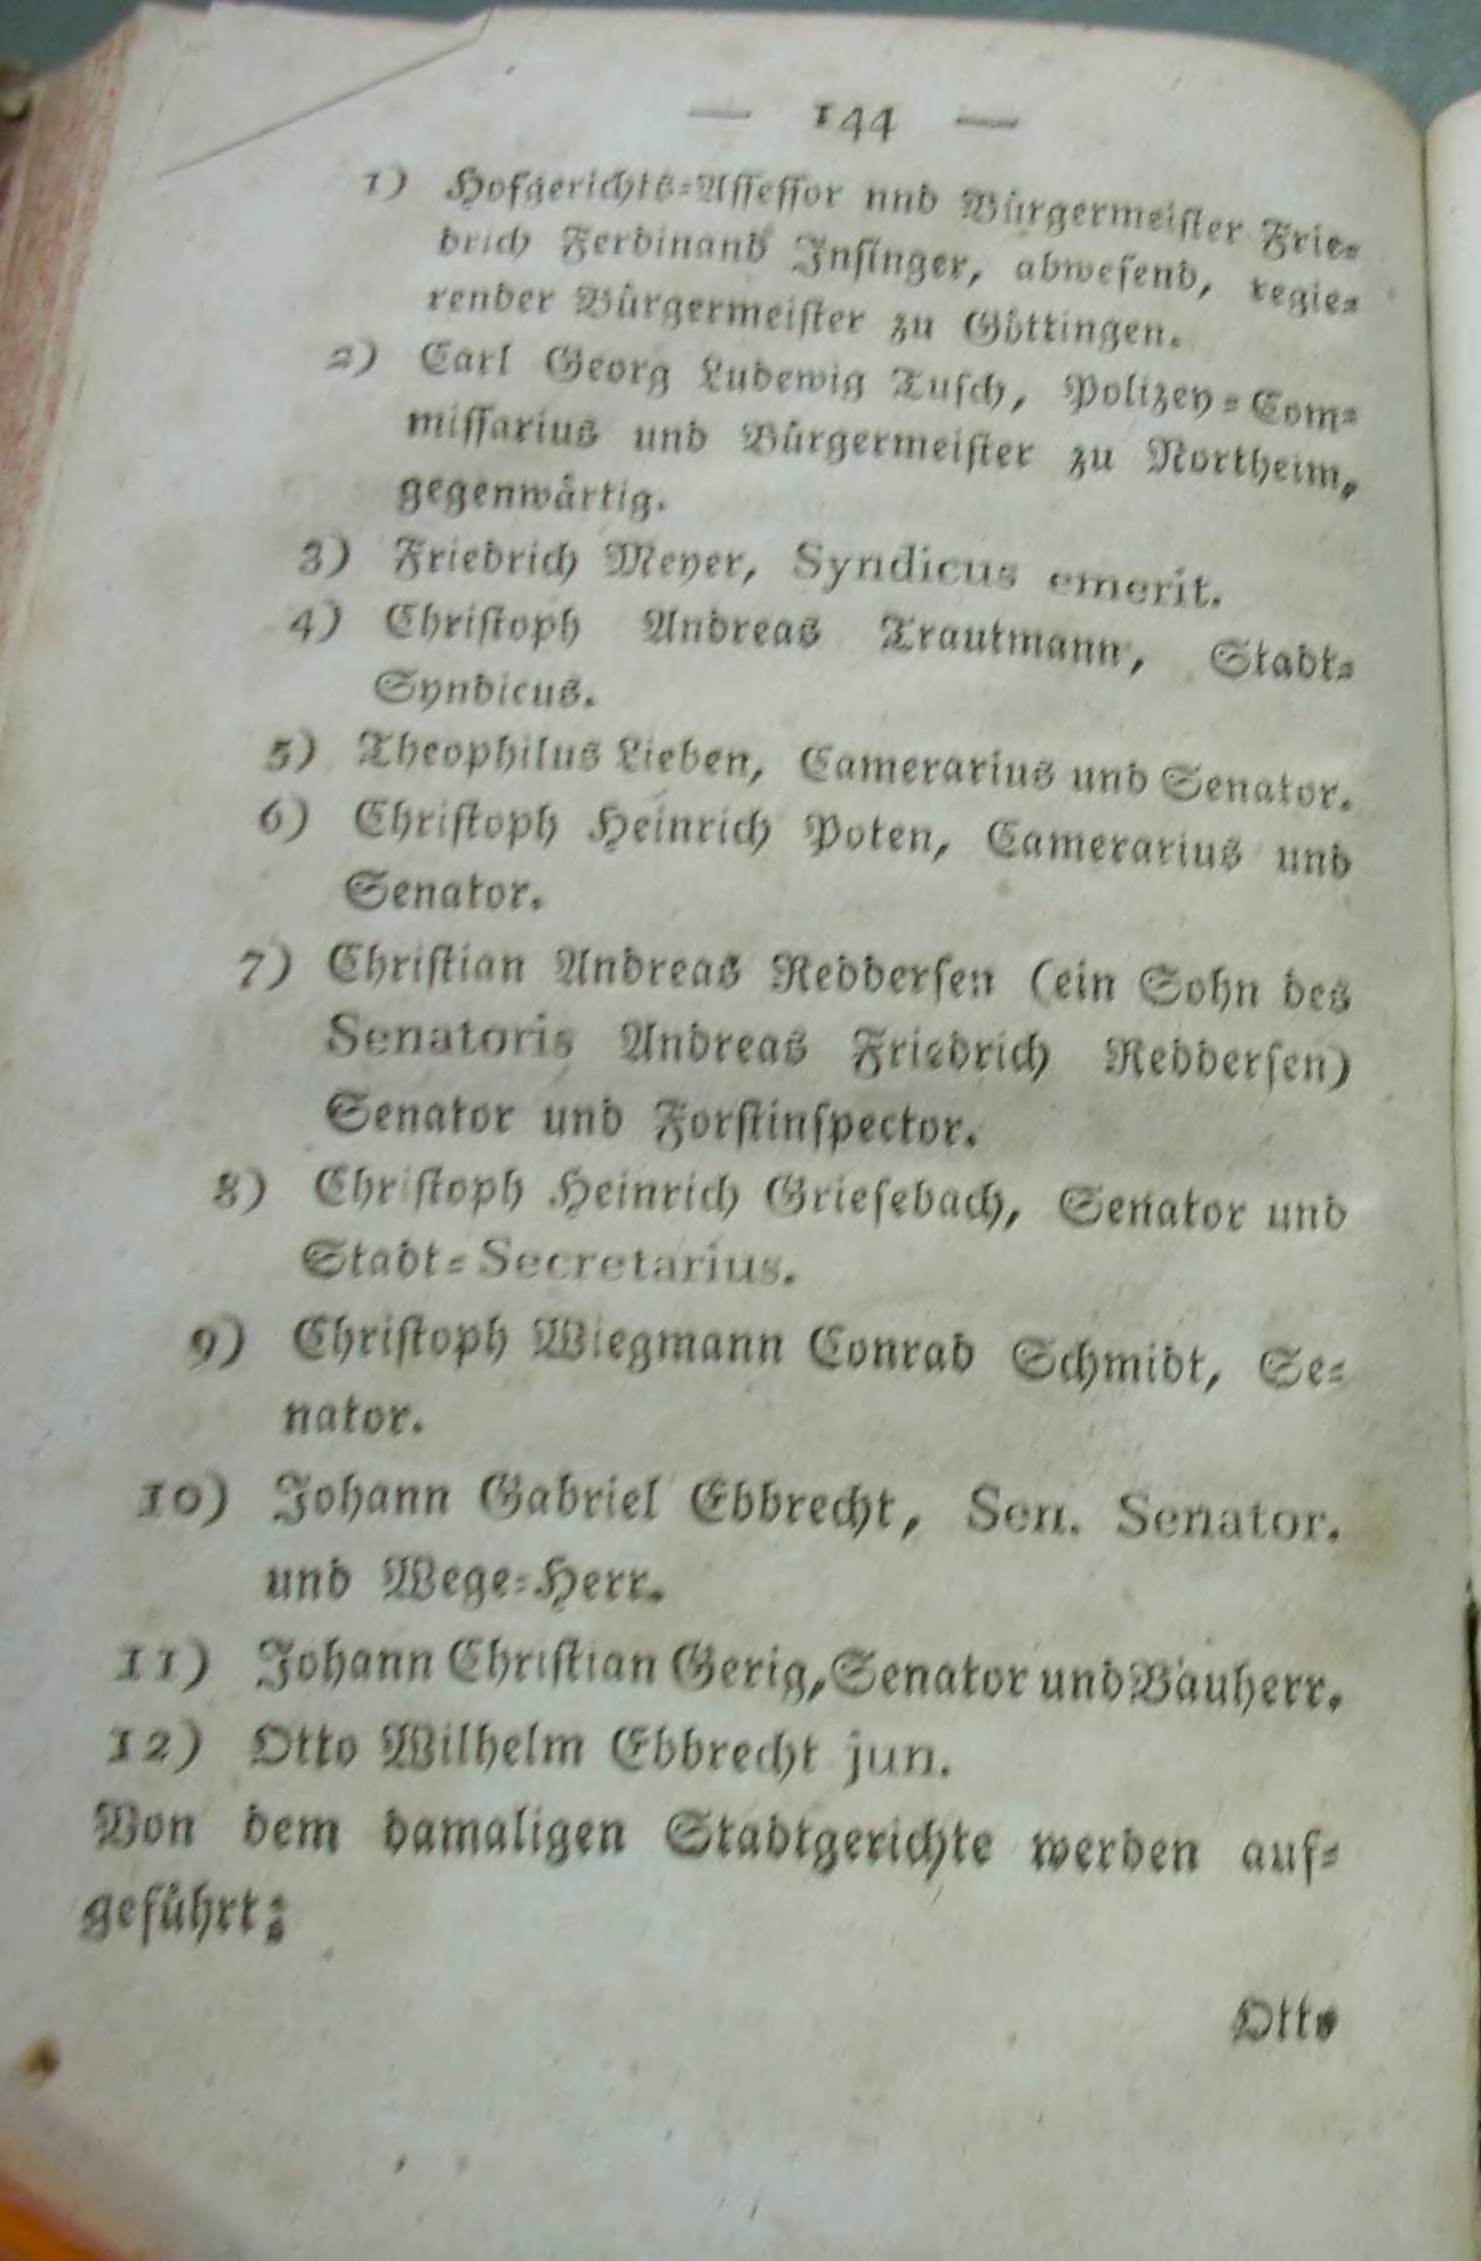 — 144 —
1) Hofgerichts-Assessor nnd Bürgermeister Frie-
drich Ferdinand Insinger, abwesend, regie-
render Bürgermeister zu Göttingen.
2) Carl Georg Ludewig Tusch, Polizey-Com-
missarius und Bürgermeister zu Northeim,
gegenwärtig.
3) Friedrich Meyer, Syndicus emerit.
4) Christoph Andreas Trautmann, Stadt-
Syndicus.
5) Theophilus Lieben, Camerarius und Senator.
6) Christoph Heinrich Poten, Camerarius und
Senator.
7) Christian Andreas Reddersen (ein Sohn des
Senatoris Andreas Friedrich Reddersen)
Senator und Forstinspector.
8) Christoph Heinrich Griesebach, Senator und
Stadt-Secretarius.
9) Christoph Wiegmann Conrad Schmidt, Se-
nator.
10) Johann Gabriel Ebbrecht, Sen. Senator.
und Wege-Herr.
11) Johann Christian Gerig, Senator und Bauherr.
12) Otto Wilhelm Ebbrecht jun.
Von dem damaligen Stadtgerichte werden auf-
geführt:
Otto